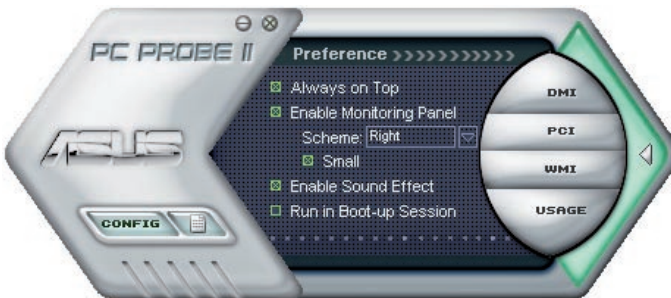 PC PROBE II
Preference
Always on Top
Enable Monitoring Panel
Scheme: Right
Small
Enable Sound Effect
Run in Boot-up Session
ASUS
CONFIG
DMI
PCI
WMI
USAGE